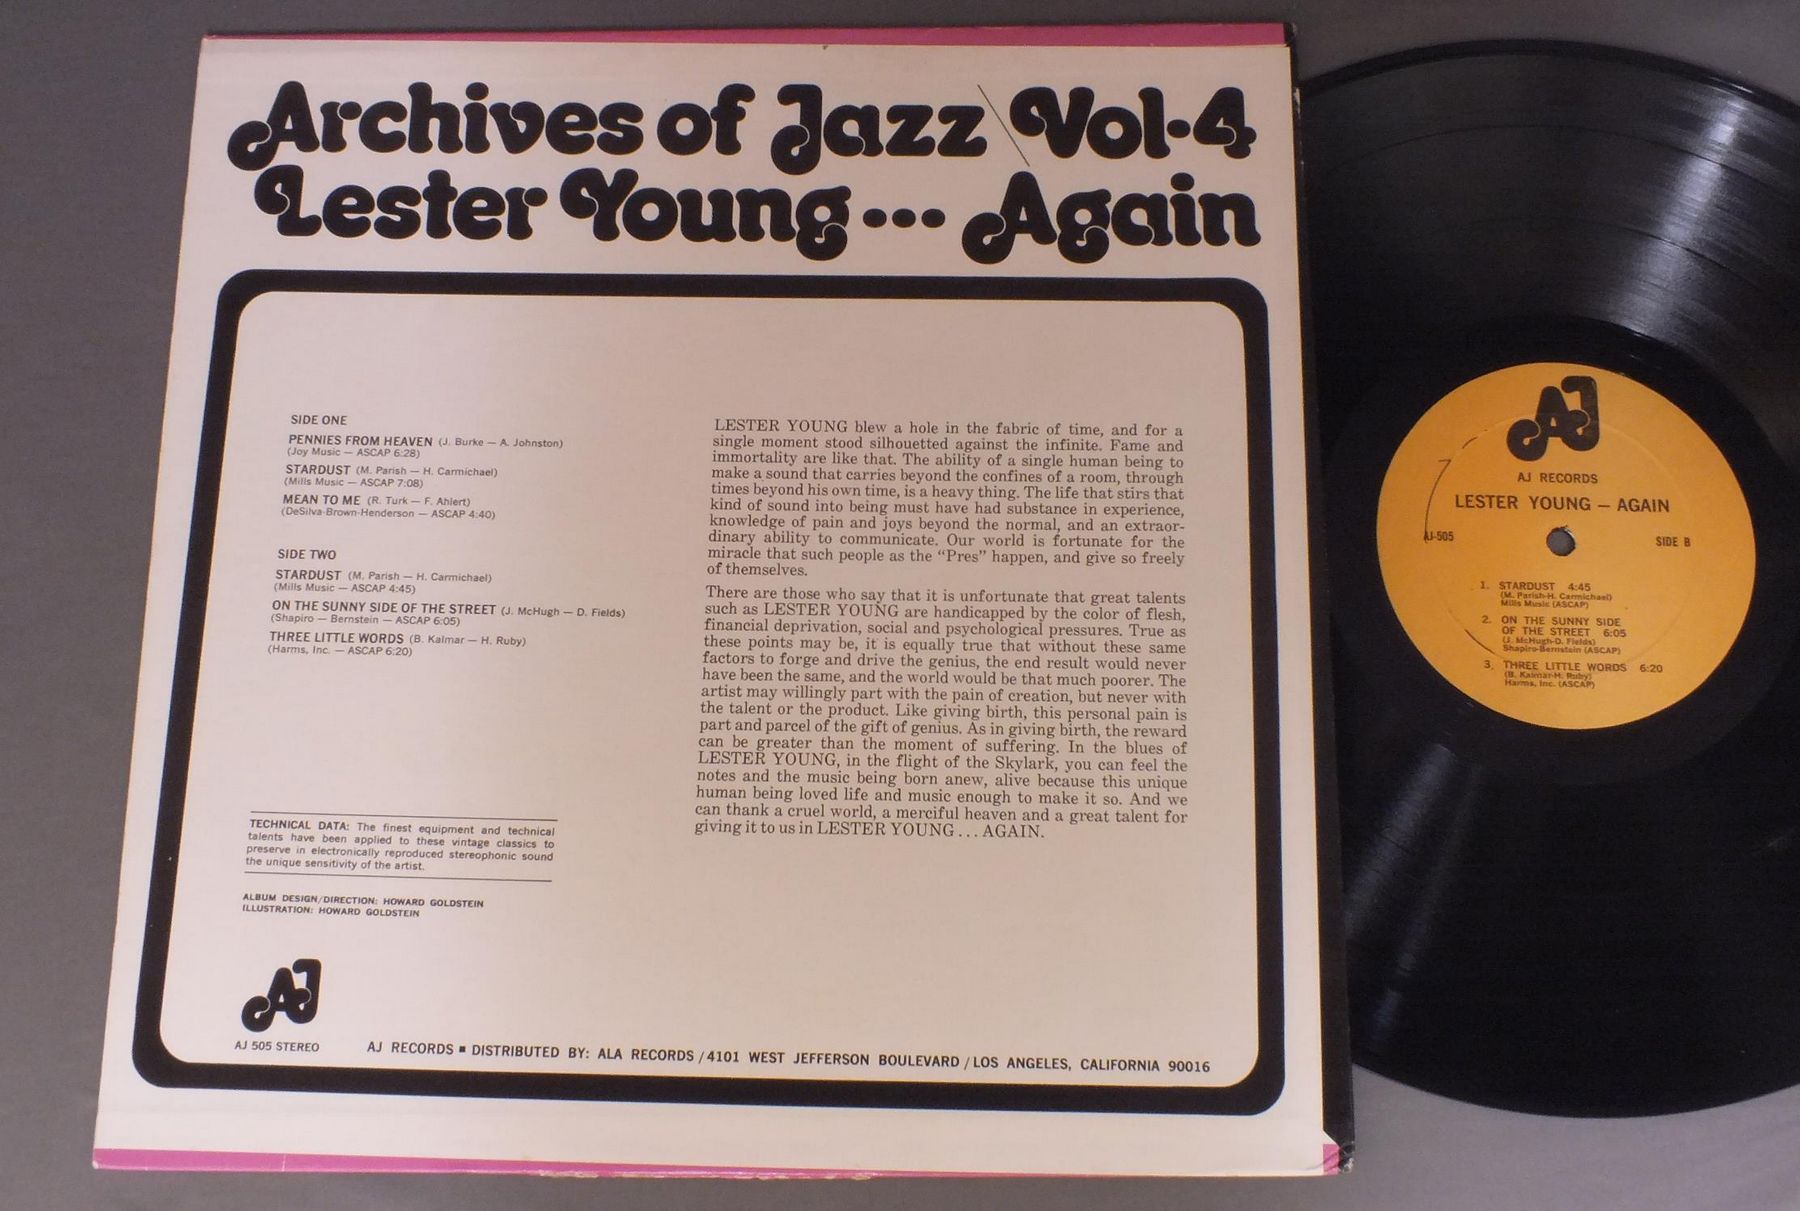 Archives of Jazz\Vol·4
Lester Young... Again
SIDE ONE
PENNIES FROM HEAVEN (J. Burke — A. Johnston)
(Joy Music — ASCAP 6:28)
STARDUST (M. Parish — H. Carmichael)
(Mills Music — ASCAP 7:08)
MEAN TO ME (R. Turk — F. Ahlert)
(DeSilva-Brown-Henderson — ASCAP 4:40)
SIDE TWO
STARDUST (M. Parish — H. Carmichael)
(Mills Music — ASCAP 4:45)
ON THE SUNNY SIDE OF THE STREET (J. McHugh — D. Fields)
(Shapiro — Bernstein — ASCAP 6:05)
THREE LITTLE WORDS (B. Kalmar — H. Ruby)
(Harms, Inc. — ASCAP 6:20)
TECHNICAL DATA: The finest equipment and technical
talents have been applied to these vintage classics to
preserve in electronically reproduced stereophonic sound
the unique sensitivity of the artist.
ALBUM DESIGN/DIRECTION: HOWARD GOLDSTEIN
ILLUSTRATION: HOWARD GOLDSTEIN
LESTER YOUNG blew a hole in the fabric of time, and for a
single moment stood silhouetted against the infinite. Fame and
immortality are like that. The ability of a single human being to
make a sound that carries beyond the confines of a room, through
times beyond his own time, is a heavy thing. The life that stirs that
kind of sound into being must have had substance in experience,
knowledge of pain and joys beyond the normal, and an extraor-
dinary ability to communicate. Our world is fortunate for the
miracle that such people as the “Pres” happen, and give so freely
of themselves.
There are those who say that it is unfortunate that great talents
such as LESTER YOUNG are handicapped by the color of flesh,
financial deprivation, social and psychological pressures. True as
these points may be, it is equally true that without these same
factors to forge and drive the genius, the end result would never
have been the same, and the world would be that much poorer. The
artist may willingly part with the pain of creation, but never with
the talent or the product. Like giving birth, this personal pain is
part and parcel of the gift of genius. As in giving birth, the reward
can be greater than the moment of suffering. In the blues of
LESTER YOUNG, in the flight of the Skylark, you can feel the
notes and the music being born anew, alive because this unique
human being loved life and music enough to make it so. And we
can thank a cruel world, a merciful heaven and a great talent for
giving it to us in LESTER YOUNG . . . AGAIN.
AJ
AJ 505 STEREO
AJ RECORDS ▪ DISTRIBUTED BY: ALA RECORDS / 4101 WEST JEFFERSON BOULEVARD / LOS ANGELES, CALIFORNIA 90016
AJ
AJ RECORDS
LESTER YOUNG — AGAIN
AJ-505
SIDE B
1. STARDUST 4:45
(M. Parish-H. Carmichael)
Mills Music (ASCAP)
2. ON THE SUNNY SIDE
OF THE STREET 6:05
(J. McHugh-D. Fields)
Shapiro-Bernstein (ASCAP)
3. THREE LITTLE WORDS 6:20
(B. Kalmar-H. Ruby)
Harms, Inc. (ASCAP)